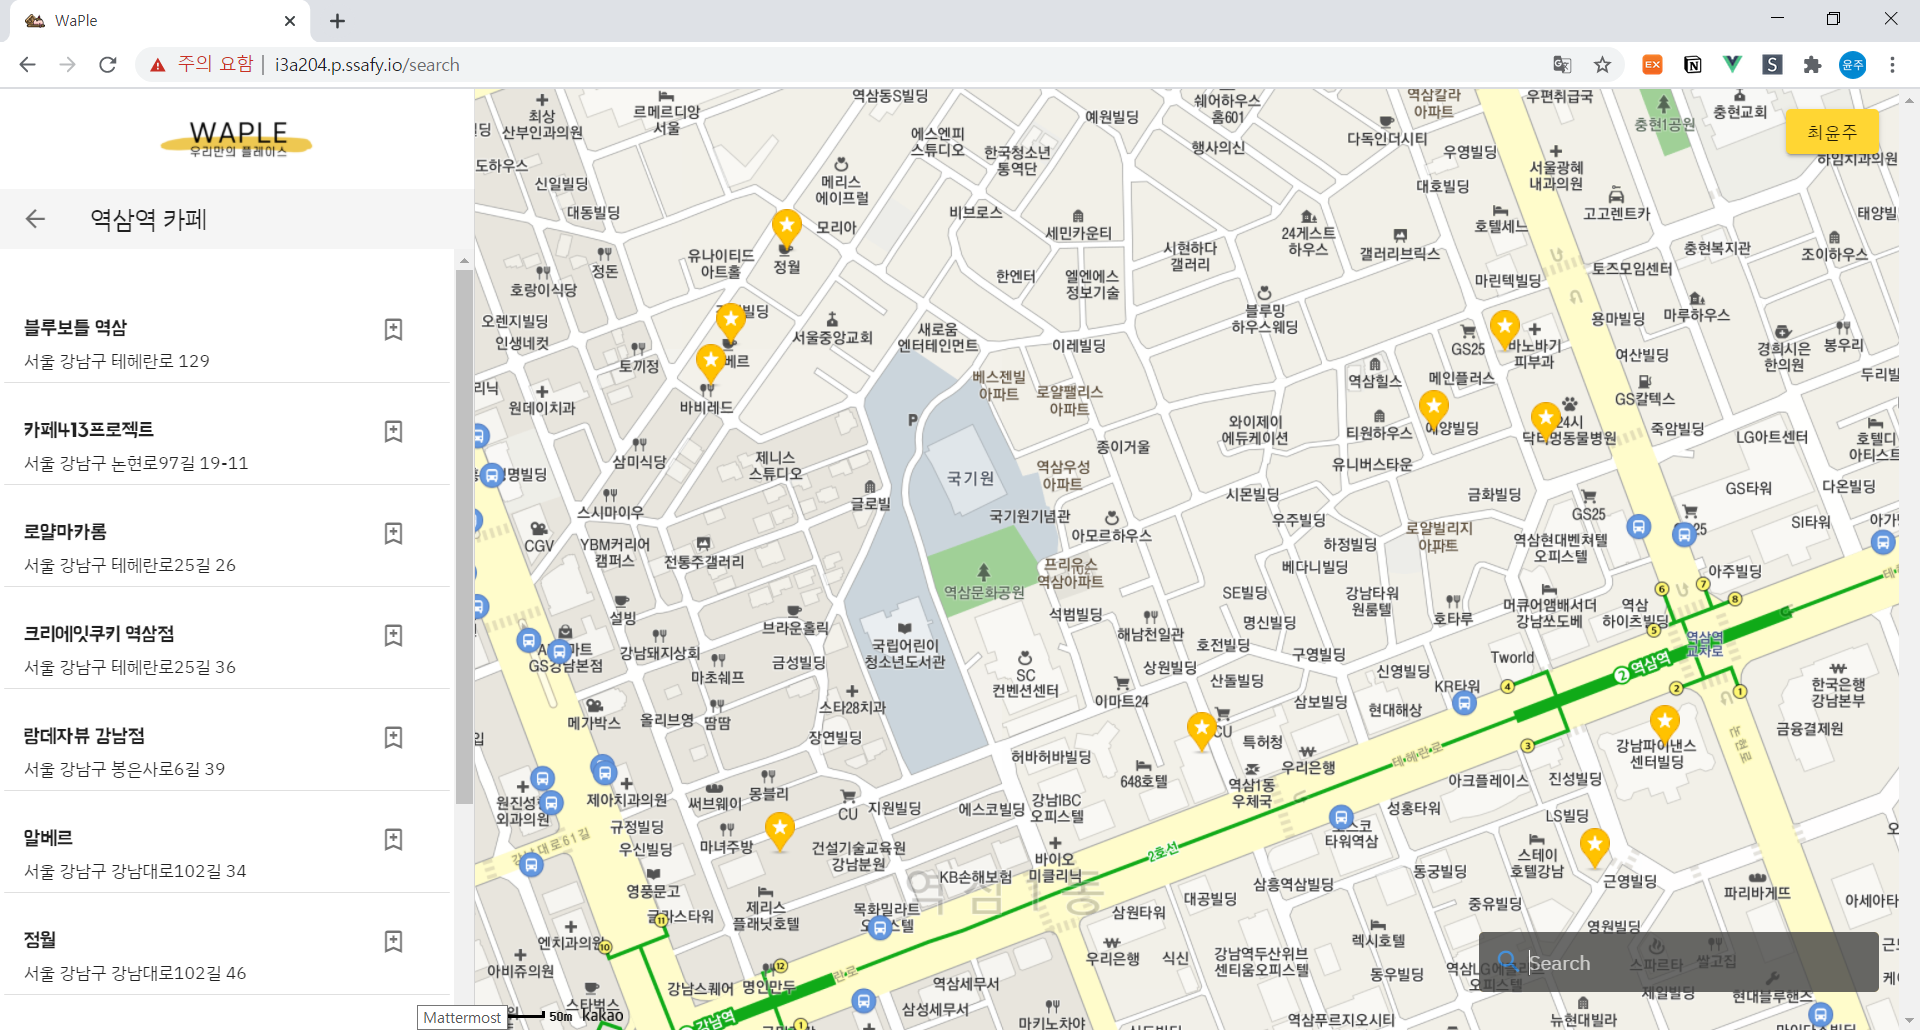 WaPle
주의 요함
i3a204.p.ssafy.io/search
윤주
WAPLE
우리만의 플레이스
역삼역 카페
블루보틀 역삼
서울 강남구 테헤란로 129
카페413프로젝트
서울 강남구 논현로97길 19-11
로얄마카롱
서울 강남구 테헤란로25길 26
크리에잇쿠키 역삼점
서울 강남구 테헤란로25길 36
람데자뷰 강남점
서울 강남구 봉은사로6길 39
알베르
서울 강남구 강남대로102길 34
정월
서울 강남구 강남대로102길 46
Mattermost
50m kakao
최윤주
Search
최상
산부인과의원
르메르디앙
서울
역삼동S빌딩
에스엔피
스튜디오
예원빌딩
쉐어하우스
홈601
역삼칼라
아파트
우편취급국
충현1공원
충현교회
하임치과의원
도하우스
신일빌딩
메리스
에이프럴
한국청소년
통역단
행사의신
다독인더시티
우영빌딩
서울광혜
내과의원
대호빌딩
고고렌트카
태양빌
대동빌딩
모리아
비브로스
세민카운티
24게스트
하우스
호텔세느
갤러리브릭스
충현복지관
조이하우스
정돈
유나이티드
아트홀
정월
한엔터
엘엔에스
정보기술
시현하다
갤러리
마린텍빌딩
토즈모임센터
호랑이식당
오렌지빌딩
인생네컷
서울중앙교회
새로움
엔터테인먼트
이레빌딩
블루밍
하우스웨딩
GS25
바노바기
피부과
용마빌딩
마루하우스
여산빌딩
경희시은
한의원
봉우리
토끼정
바비레드
원데이치과
베스젠빌
아파트
로얄팰리스
아파트
역삼힐스
메인플러스
GS칼텍스
두리빌
와이제이
에듀케이션
티원하우스
예양빌딩
24시
닥터멍동물병원
죽암빌딩
LG아트센터
호텔디
아티스트
삼미식당
제니스
스튜디오
국기원
종이거울
역삼우성
아파트
유니버스타운
글로빌
시몬빌딩
금화빌딩
GS25
GS타워
다온빌딩
스시마이우
국기원기념관
아모르하우스
우주빌딩
SI타워
CGV
YBM커리어
캠퍼스
전통주갤러리
하정빌딩
로얄빌리지
아파트
역삼현대벤쳐텔
오피스텔
역삼문화공원
프리유스
역삼아파트
베다니빌딩
아주빌딩
설빙
브라운홀릭
국립어린이
청소년도서관
석범빌딩
SE빌딩
강남타워
원룸텔
호타루
머큐어앰배서더
강남쏘도베
역삼
하이츠빌딩
GS강남본점
강남돼지상회
금성빌딩
해남천일관
명신빌딩
호전빌딩
마초쉐프
SC
컨벤션센터
상원빌딩
구영빌딩
신영빌딩
Tworld
역삼역
교차로
2 역삼역
메가박스
올리브영
땀땀
스타28치과
이마트24
산돌빌딩
삼보빌딩
KR타워
현대해상
한국은행
강남본부
장연빌딩
허바허바빌딩
CU
특허청
우리은행
테헤란로
강남파이낸스
센터빌딩
논현로
금융결제원
648호텔
역삼1동
우체국
아크플레이스
진성빌딩
원진성형
외과의원
제아치과의원
써브웨이
몽블리
CU
지원빌딩
에스코빌딩
강남IBC
오피스텔
성홍타워
LS빌딩
규정빌딩
강남대로61길
우신빌딩
마녀주방
건설기술교육원
강남분원
2호선
포스코
타워역삼
스테이
호텔강남
영풍문고
KB손해보험
바이오
미클리닉
삼흥역삼빌딩
동궁빌딩
근영빌딩
파리바게뜨
역삼1동
글라스타워
제리스
플래닛호텔
목화밀라트
오피스텔
삼원타워
대공빌딩
중유빌딩
영원빌딩
아세아타
엔치과의원
우리은행
식신
렉시호텔
아비쥬의원
명인만두
강남역두산위브
센티움오피스텔
동우빌딩
스파르타
쌀고집
강남스퀘어
역삼세무서
제일빌딩
현대블루핸즈
스타벅스
삼성세무서
마키노차야
역삼푸르지오시티
뉴현대빌라
강남역